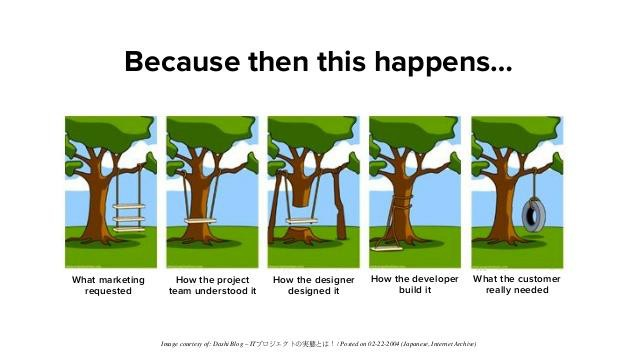 Because then this happens...
What marketing
requested
How the project
team understood it
How the designer
designed it
How the developer
build it
What the customer
really needed
Image courtesy of: Dashi Blog – ITプロジェクトの実態とは！ / Posted on 02-22-2004 (Japanese, Internet Archive)